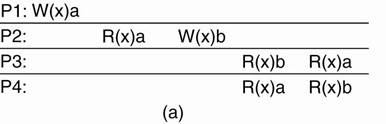 P1: W(x)a
P2: R(x)a W(x)b
P3: R(x)b R(x)a
P4: R(x)a R(x)b
(a)